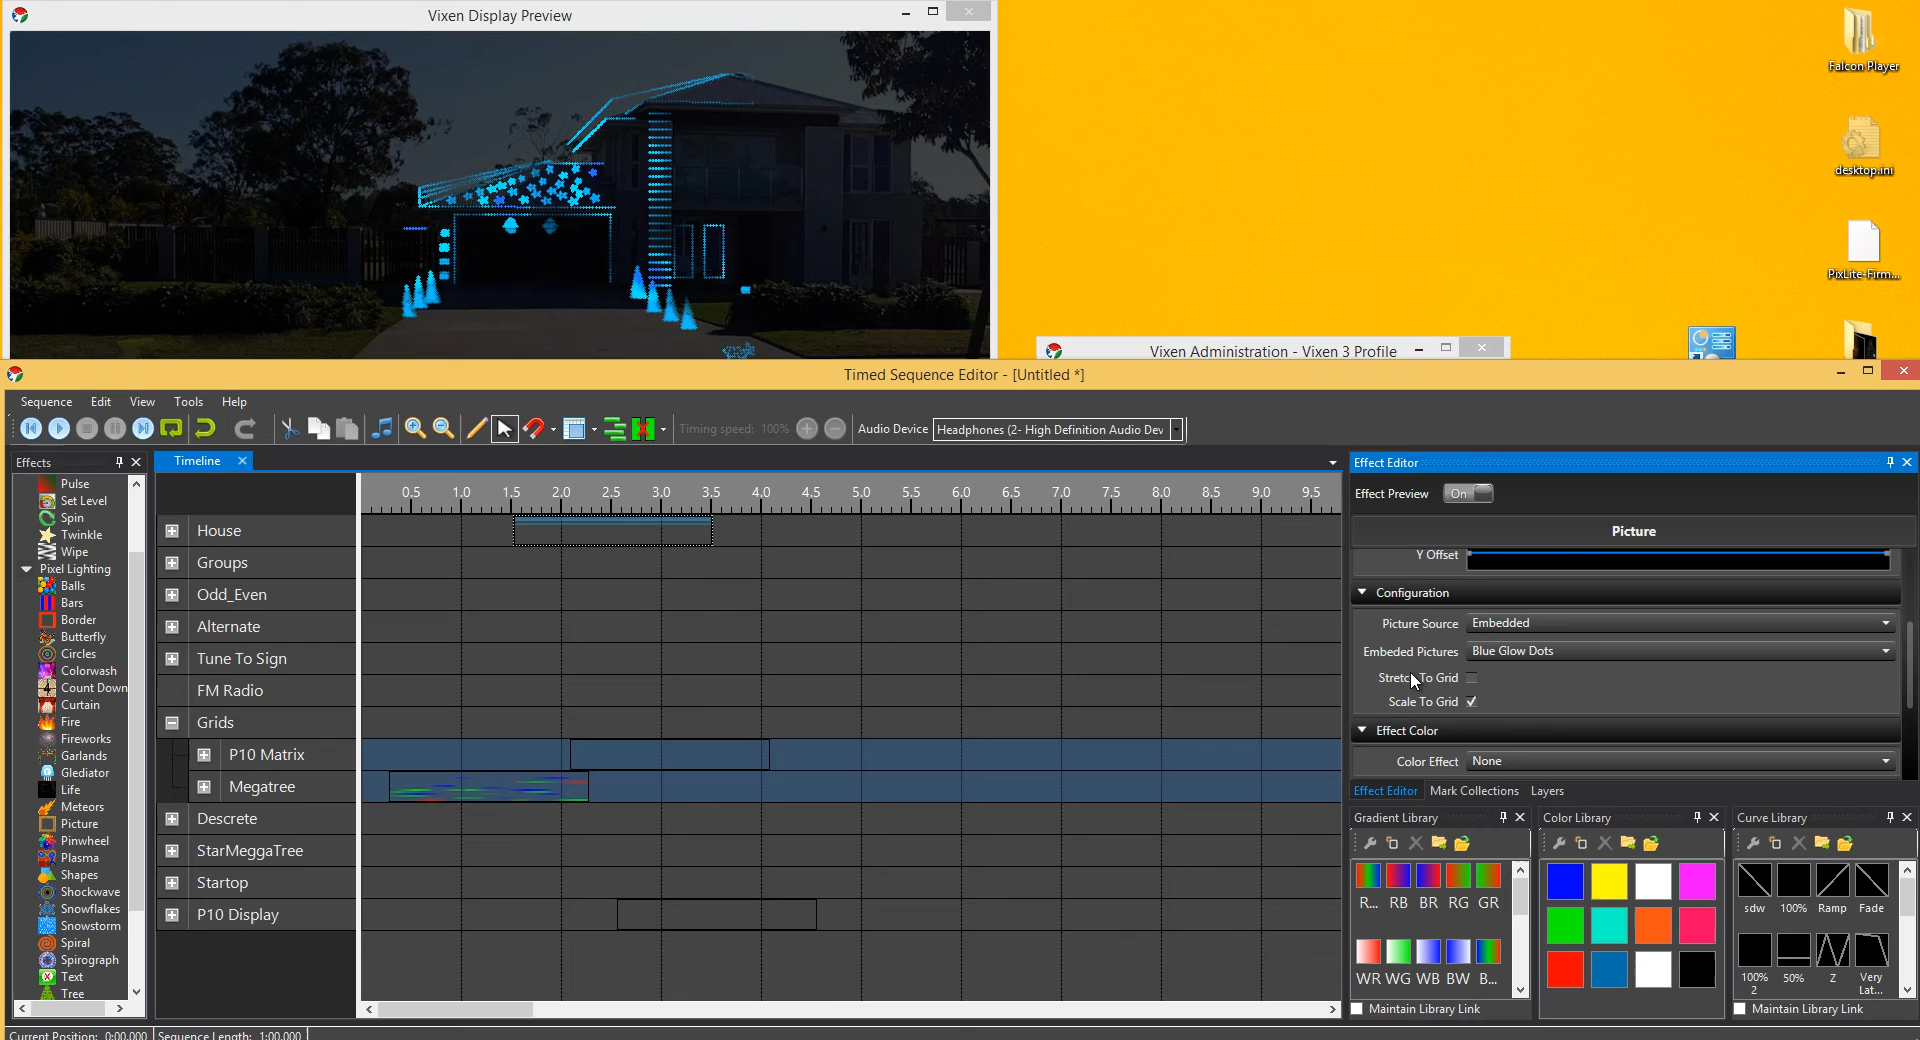 Vixen Display Preview
Falcon Player
desktop.ini
PixLite-Firm...
Vixen Administration - Vixen 3 Profile
Timed Sequence Editor - [Untitled *]
Sequence Edit View Tools Help
Timing speed: 100% Audio Device Headphones (2- High Definition Audio Dev
Effects
Pulse
Set Level
Spin
Twinkle
Wipe
Pixel Lighting
Balls
Bars
Border
Butterfly
Circles
Colorwash
Count Down
Curtain
Fire
Fireworks
Garlands
Glediator
Life
Meteors
Picture
Pinwheel
Plasma
Shapes
Shockwave
Snowflakes
Snowstorm
Spiral
Spirograph
Text
Tree
Timeline
0.5 1.0 1.5 2.0 2.5 3.0 3.5 4.0 4.5 5.0 5.5 6.0 6.5 7.0 7.5 8.0 8.5 9.0 9.5
House
Groups
Odd_Even
Alternate
Tune To Sign
FM Radio
Grids
P10 Matrix
Megatree
Descrete
StarMeggaTree
Startop
P10 Display
Effect Editor
Effect Preview On
Picture
Y Offset
Configuration
Picture Source Embedded
Embeded Pictures Blue Glow Dots
Stretch To Grid
Scale To Grid
Effect Color
Color Effect None
Effect Editor Mark Collections Layers
Gradient Library
R... RB BR RG GR
WR WG WB BW B...
Maintain Library Link
Color Library
Curve Library
sdw 100% Ramp Fade
100% 2 50% Z Very Lat...
Maintain Library Link
Current Position: 0:00.000 Sequence Length: 1:00.000